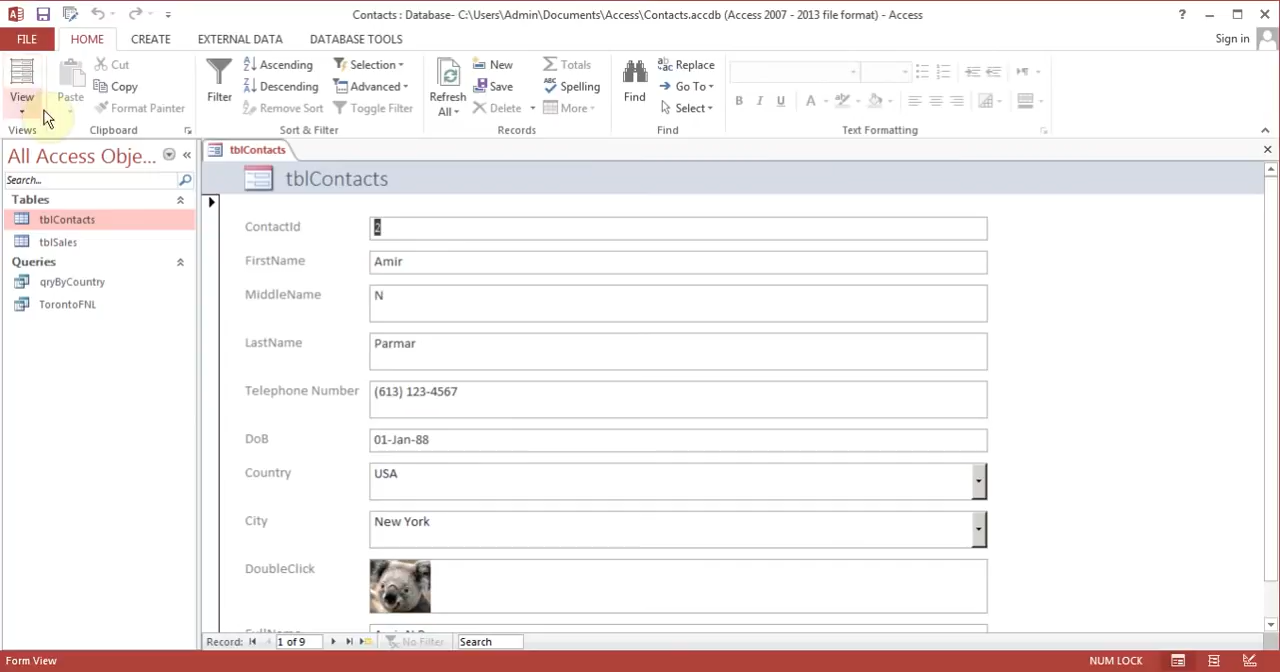 Contacts : Database- C:\Users\Admin\Documents\Access\Contacts.accdb (Access 2007 - 2013 file format) - Access
?
FILE HOME CREATE EXTERNAL DATA DATABASE TOOLS Sign in
View
Views
Paste
Cut
Copy
Format Painter
Clipboard
Filter
Ascending
Descending
Remove Sort
Selection
Advanced
Toggle Filter
Sort & Filter
Refresh
All
New
Save
Delete
Totals
Spelling
More
Records
Find
Replace
Go To
Select
Find
B I U A
Text Formatting
All Access Obje...
Search...
Tables
tblContacts
tblSales
Queries
qryByCountry
TorontoFNL
tblContacts
tblContacts
ContactId 2
FirstName Amir
MiddleName N
LastName Parmar
Telephone Number (613) 123-4567
DoB 01-Jan-88
Country USA
City New York
DoubleClick
Record: 1 of 9 No Filter Search
Form View NUM LOCK